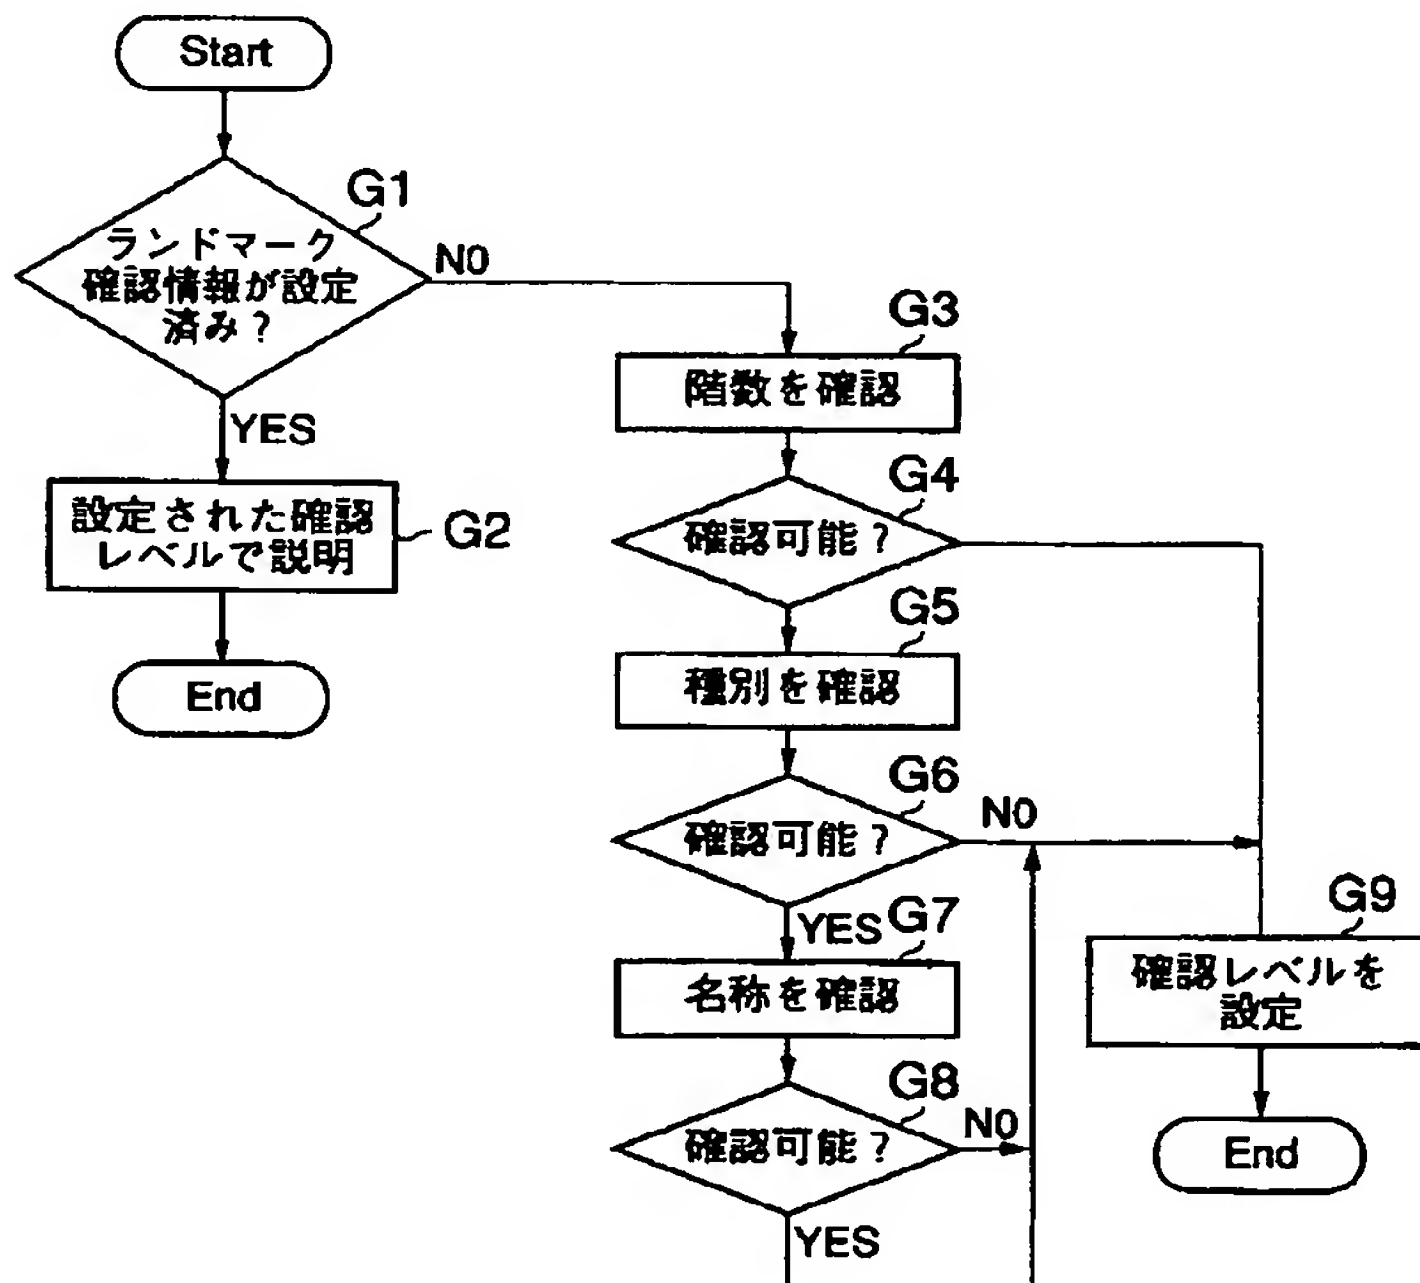 Start
G1
ランドマーク
確認情報が設定
済み?
NO
YES
設定された確認
レベルで説明
G2
End
G3
階数を確認
G4
確認可能?
G5
種別を確認
G6
確認可能?
NO
YES
G7
名称を確認
G8
確認可能?
NO
YES
G9
確認レベルを
設定
End